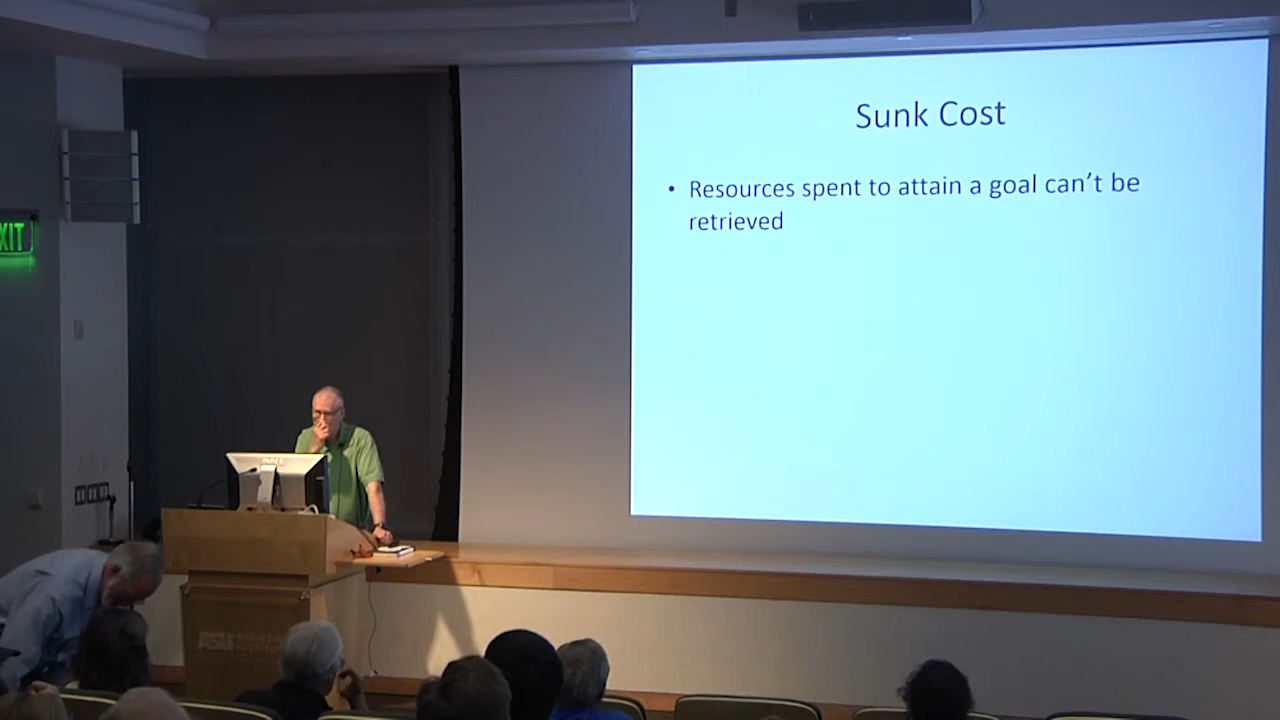 Sunk Cost
• Resources spent to attain a goal can’t be
retrieved
EXIT